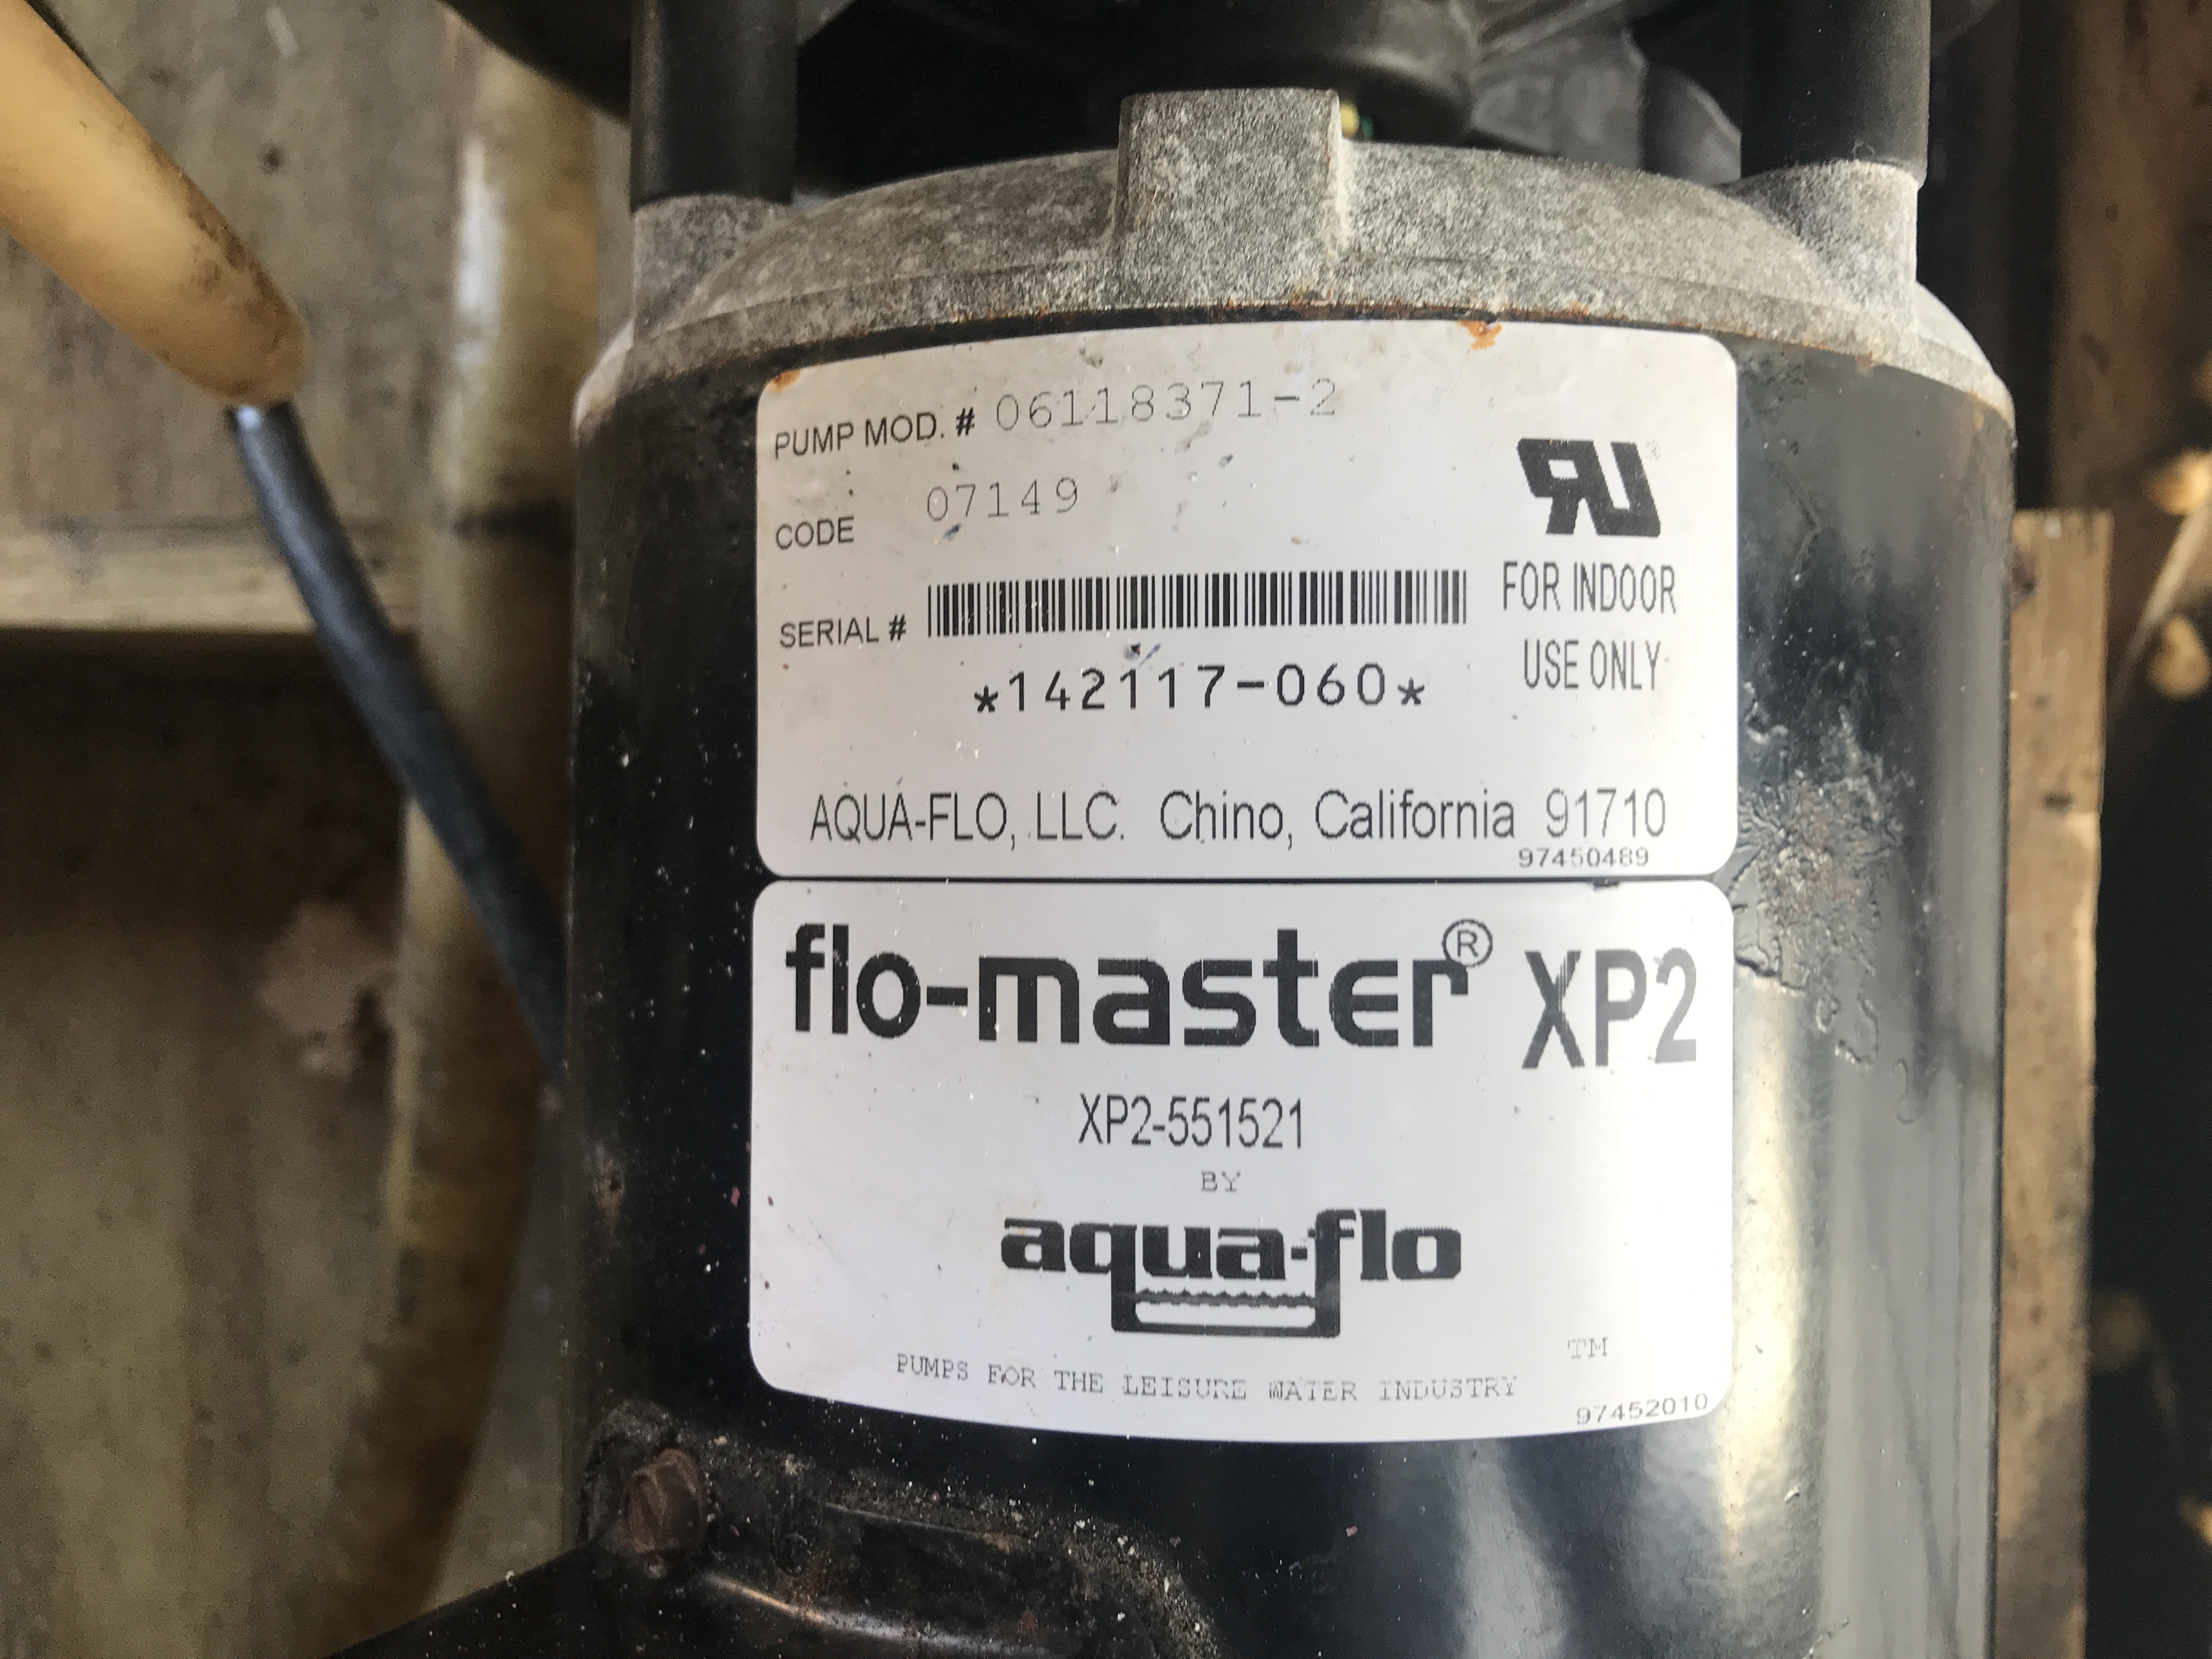 PUMP MOD. # 06118371-2
CODE 07149
SERIAL #
*142117-060*
RU®
FOR INDOOR
USE ONLY
AQUA-FLO, LLC. Chino, California 91710
97450489
flo-master® XP2
XP2-551521
BY
aqua-flo
TM
PUMPS FOR THE LEISURE WATER INDUSTRY
97452010